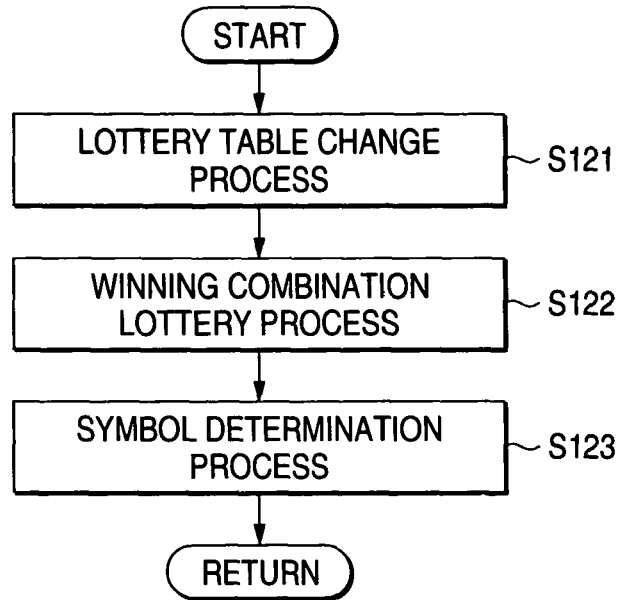 START
LOTTERY TABLE CHANGE
PROCESS
S121
WINNING COMBINATION
LOTTERY PROCESS
S122
SYMBOL DETERMINATION
PROCESS
S123
RETURN